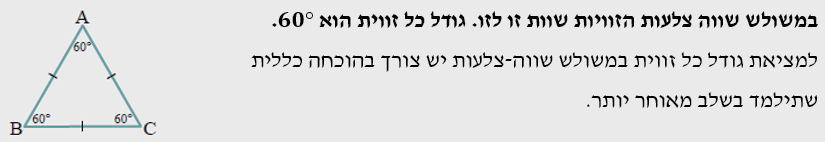 במשולש שווה צלעות הזוויות שוות זו לזו. גודל כל זווית הוא 60°.
למציאת גודל כל זווית במשולש שווה-צלעות יש צורך בהוכחה כללית
שתילמד בשלב מאוחר יותר.
A
60°
60°
60°
B
C